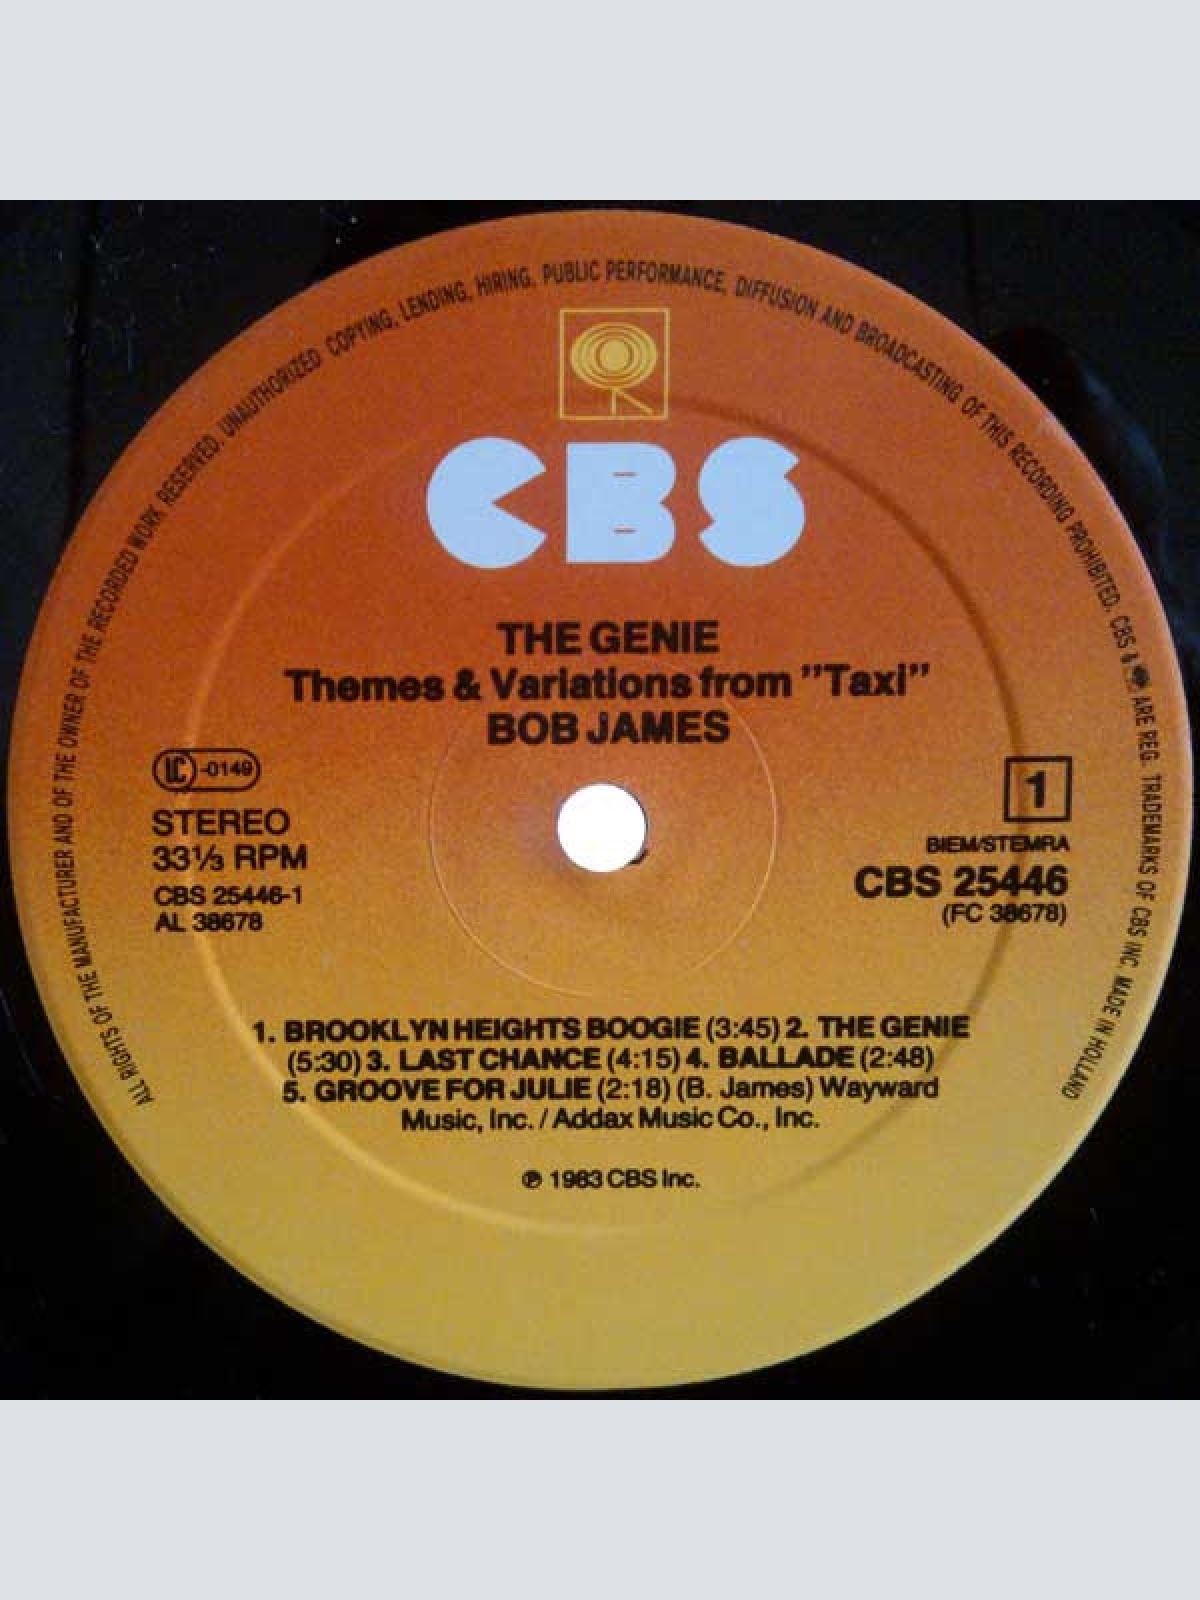 ALL RIGHTS OF THE MANUFACTURER AND OF THE OWNER OF THE RECORDED WORK RESERVED. UNAUTHORIZED COPYING, LENDING, HIRING, PUBLIC PERFORMANCE, DIFFUSION AND BROADCASTING OF THIS RECORDING PROHIBITED. CBS & ARE REG. TRADEMARKS OF CBS INC. MADE IN HOLLAND
CBS
THE GENIE
Themes & Variations from ”Taxi”
BOB JAMES
LC -0149
STEREO
33⅓ RPM
CBS 25446-1
AL 38678
1
BIEM/STEMRA
CBS 25446
(FC 38678)
1. BROOKLYN HEIGHTS BOOGIE (3:45) 2. THE GENIE
(5:30) 3. LAST CHANCE (4:15) 4. BALLADE (2:48)
5. GROOVE FOR JULIE (2:18) (B. James) Wayward
Music, Inc. / Addax Music Co., Inc.
℗ 1983 CBS Inc.